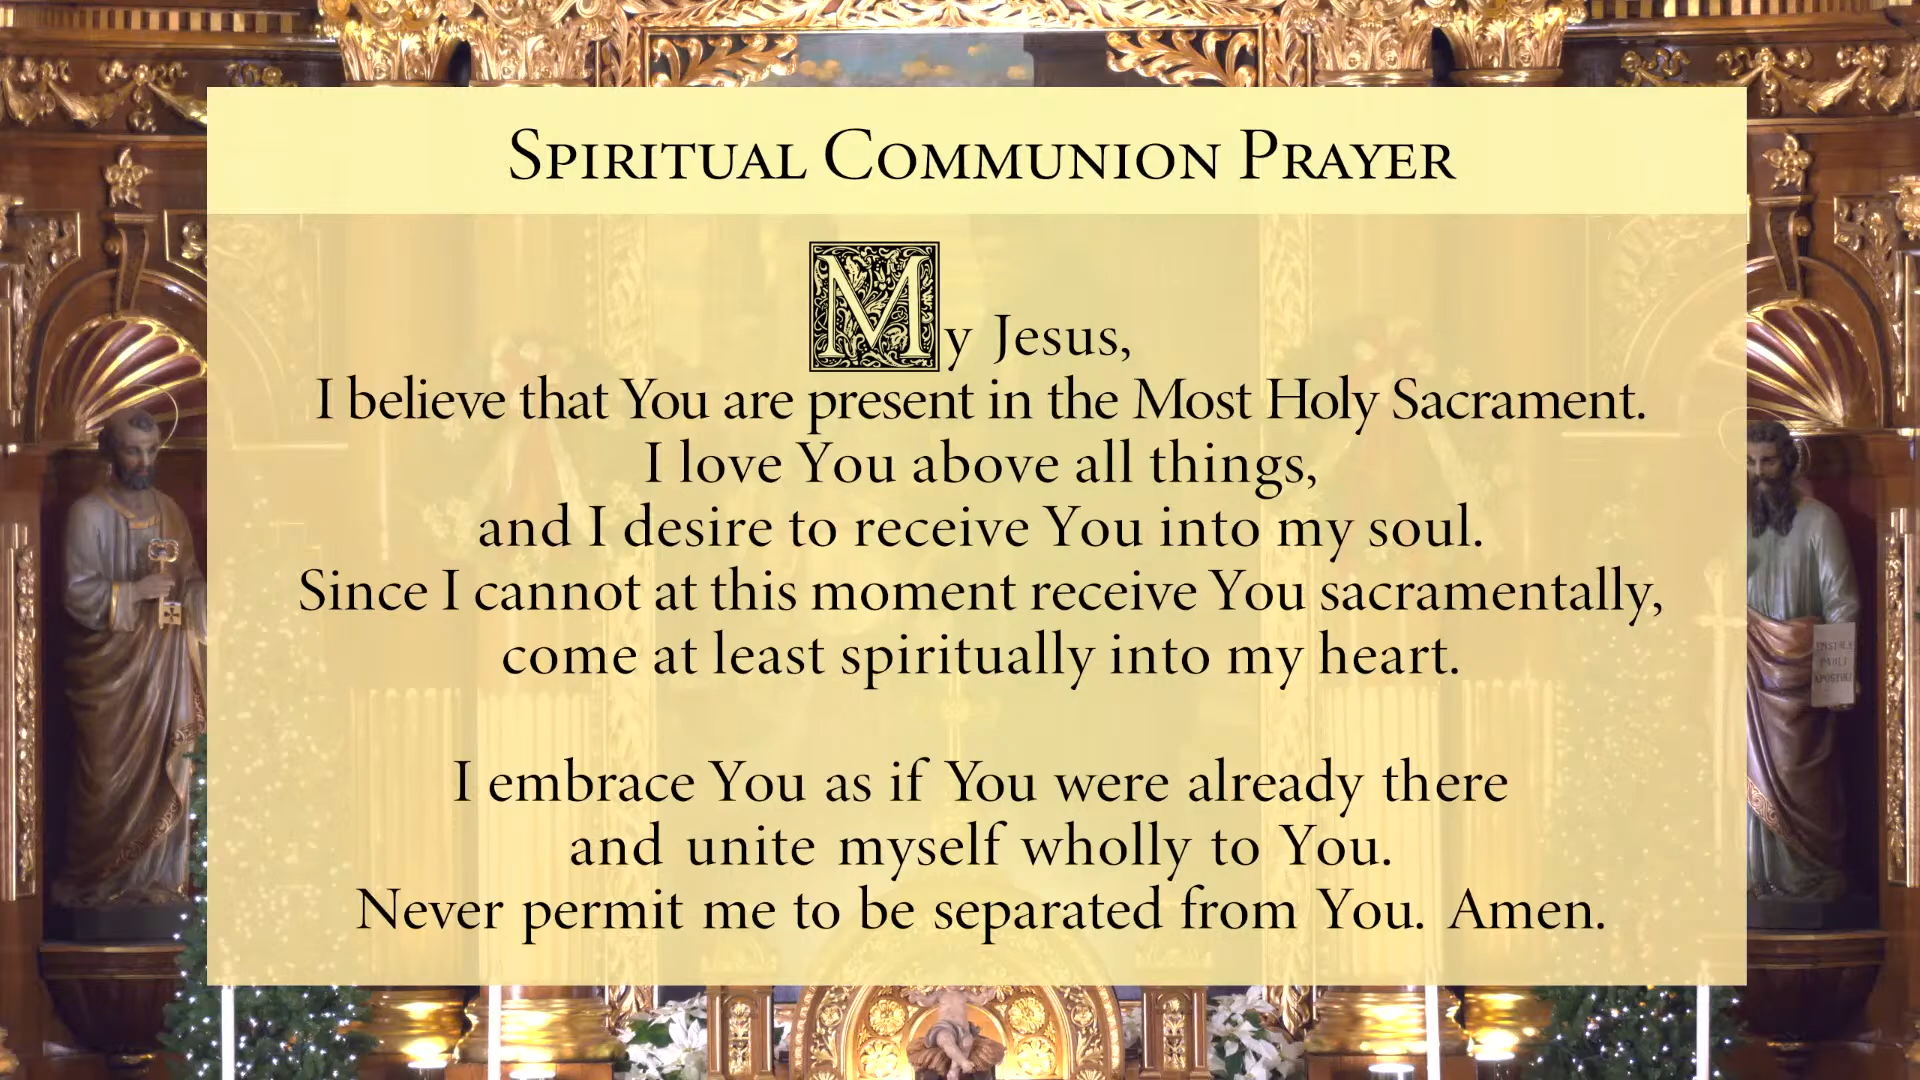 SPIRITUAL COMMUNION PRAYER
My Jesus,
I believe that You are present in the Most Holy Sacrament.
I love You above all things,
and I desire to receive You into my soul.
Since I cannot at this moment receive You sacramentally,
come at least spiritually into my heart.
I embrace You as if You were already there
and unite myself wholly to You.
Never permit me to be separated from You. Amen.
PAULI